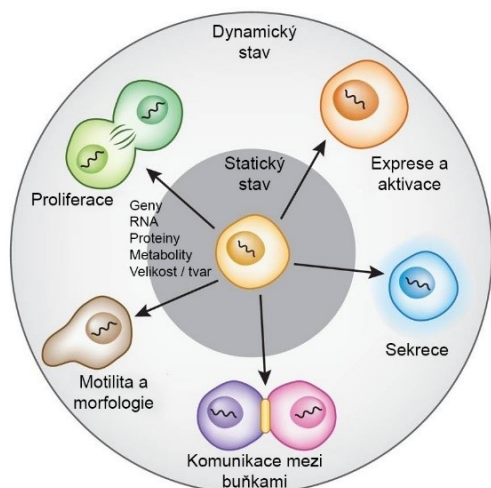 Dynamický
stav
Proliferace
Exprese a
aktivace
Statický
stav
Geny
RNA
Proteiny
Metabolity
Velikost / tvar
Motilita a
morfologie
Sekrece
Komunikace mezi
buňkami